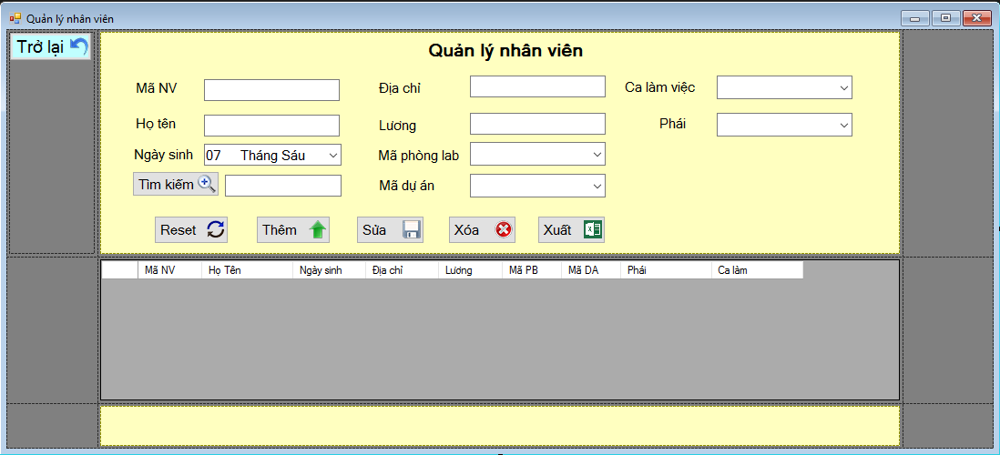 Quản lý nhân viên
Trở lại
Quản lý nhân viên
Mã NV
Địa chỉ
Ca làm việc
Họ tên
Lương
Phái
Ngày sinh 07 Tháng Sáu
Mã phòng lab
Tìm kiếm
Mã dự án
Reset Thêm Sửa Xóa Xuất
Mã NV Họ Tên Ngày sinh Địa chỉ Lương Mã PB Mã DA Phái Ca làm